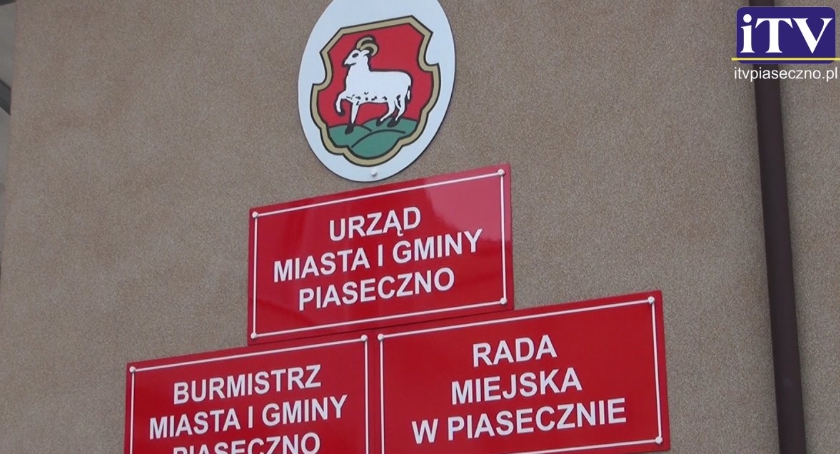 iTV
itvpiaseczno.pl
URZĄD
MIASTA I GMINY
PIASECZNO
BURMISTRZ
MIASTA I GMINY
PIASECZNO
RADA
MIEJSKA
W PIASECZNIE